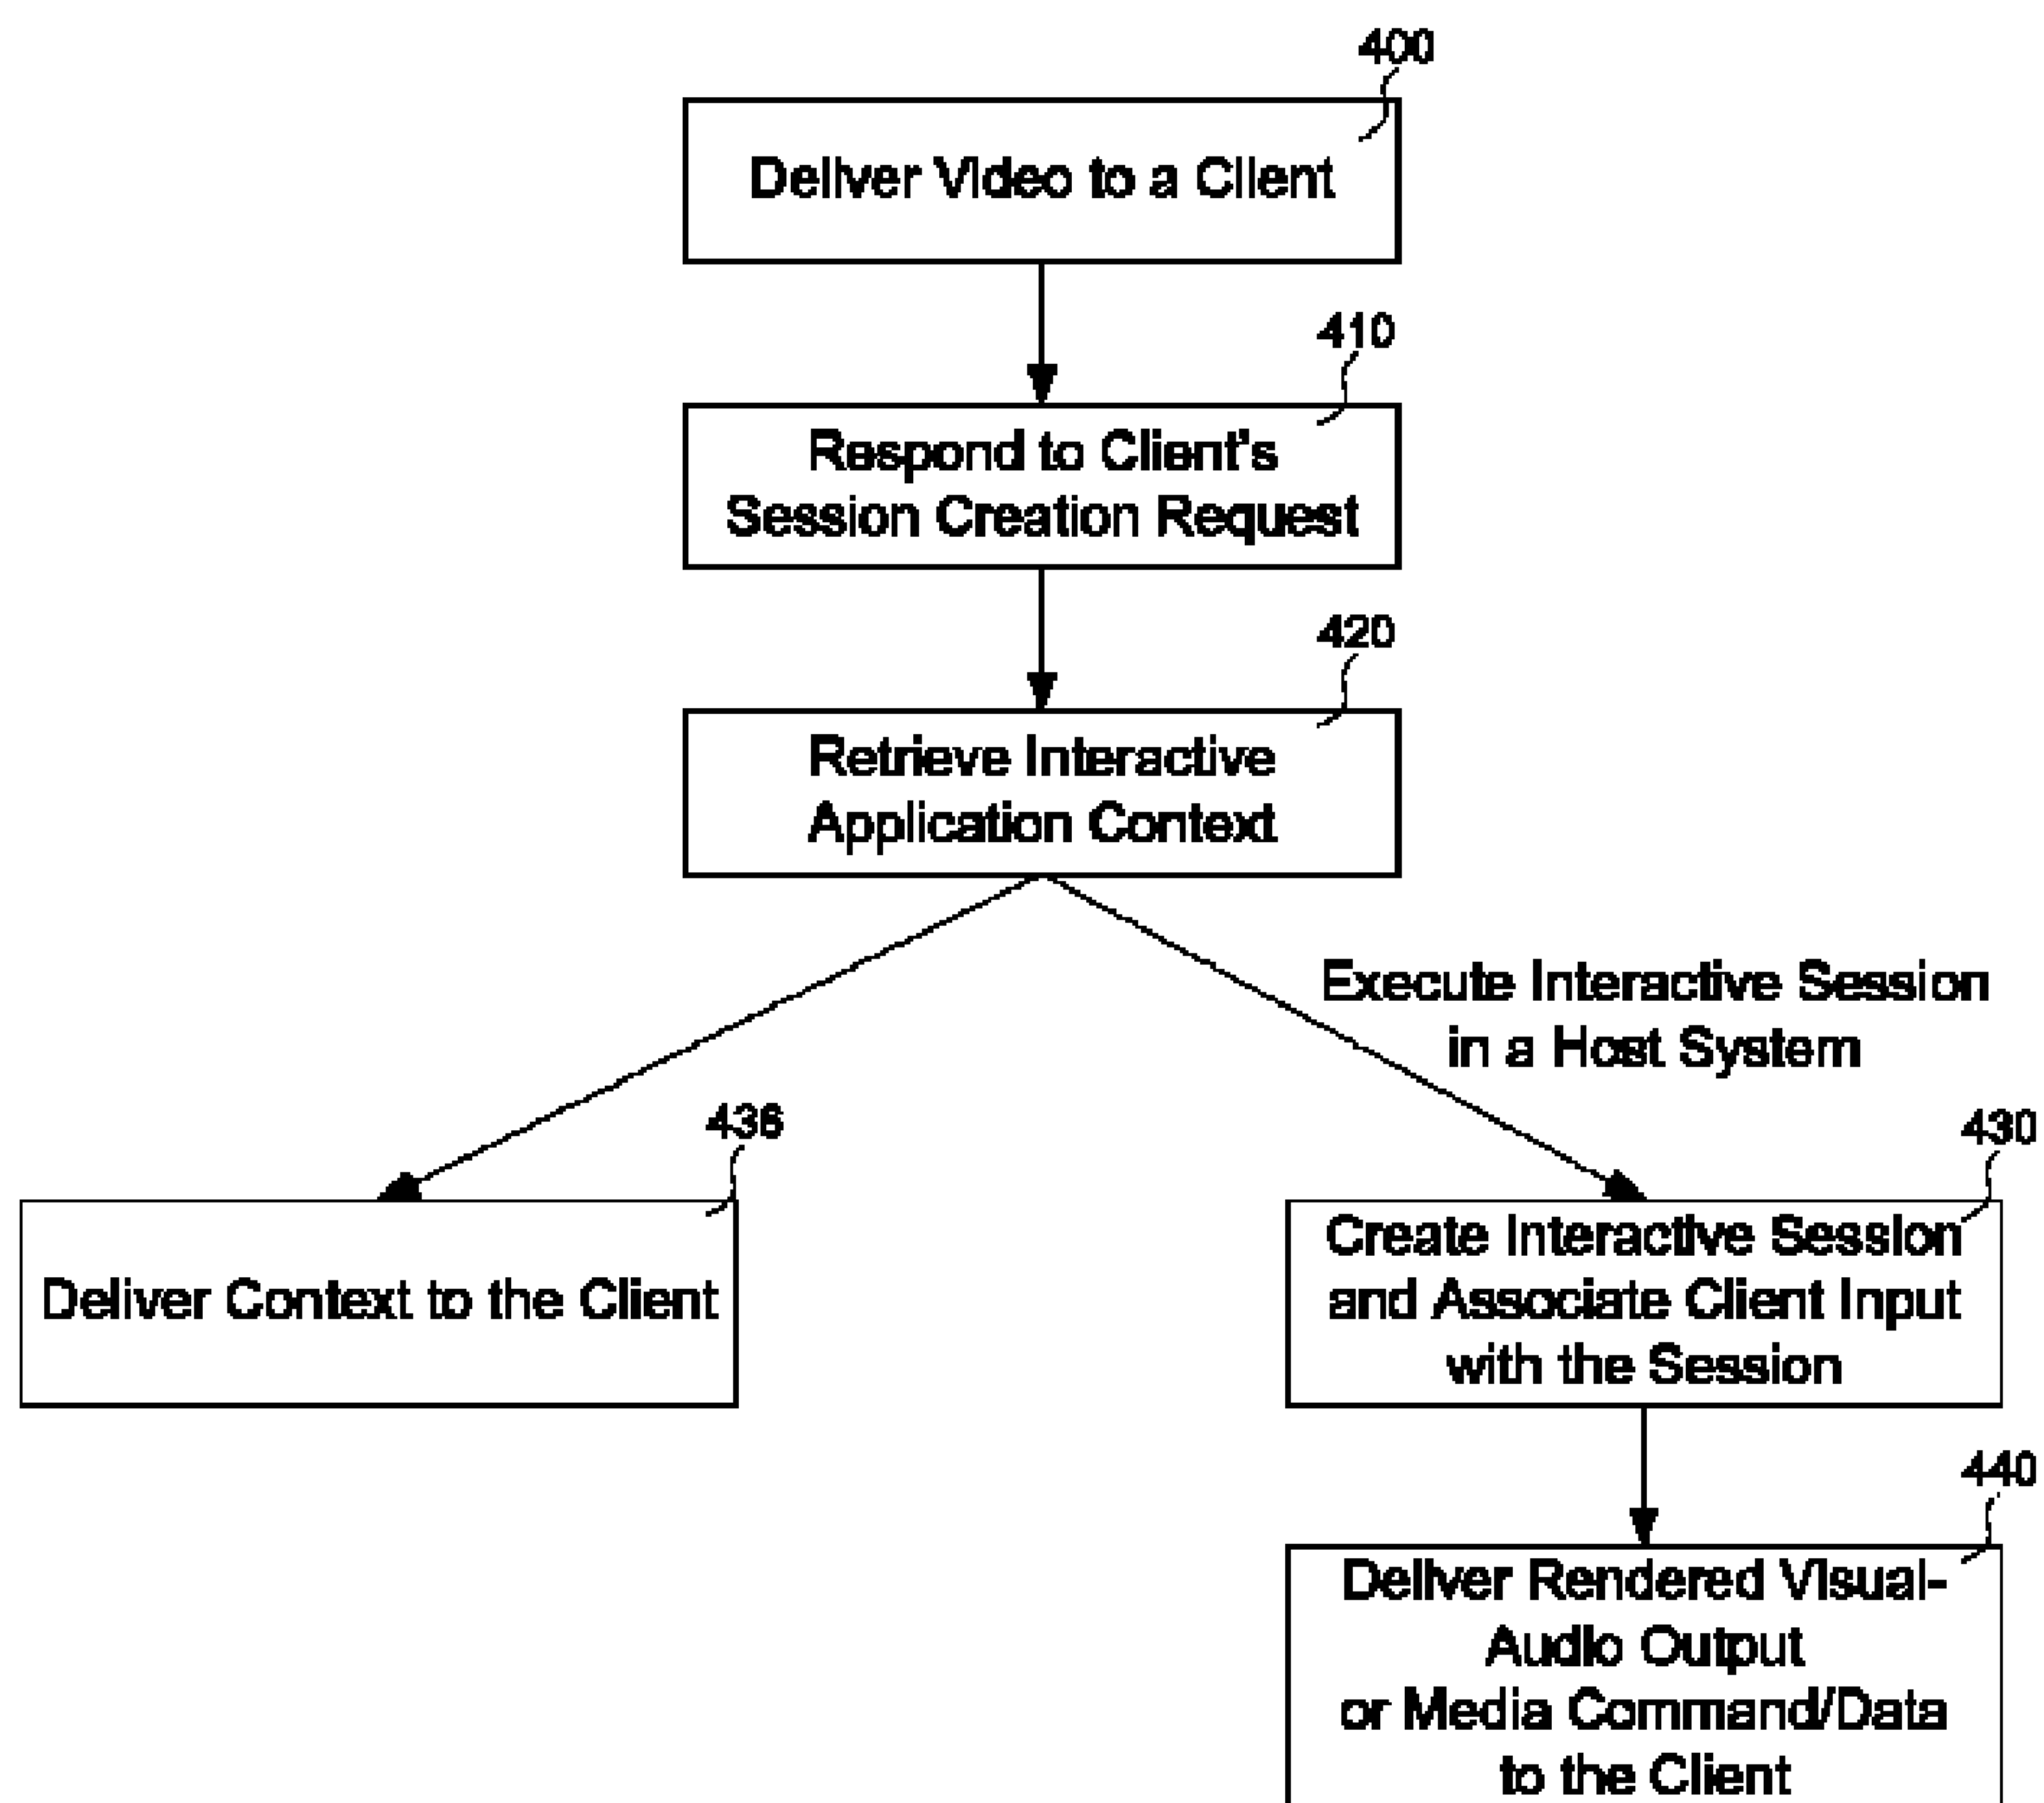 400
Deliver Video to a Client
410
Respond to Client's
Session Creation Request
420
Retrieve Interactive
Application Context
Execute Interactive Session
in a Host System
436
Deliver Context to the Client
430
Create Interactive Session
and Associate Client Input
with the Session
440
Deliver Rendered Visual-
Audio Output
or Media Command/Data
to the Client